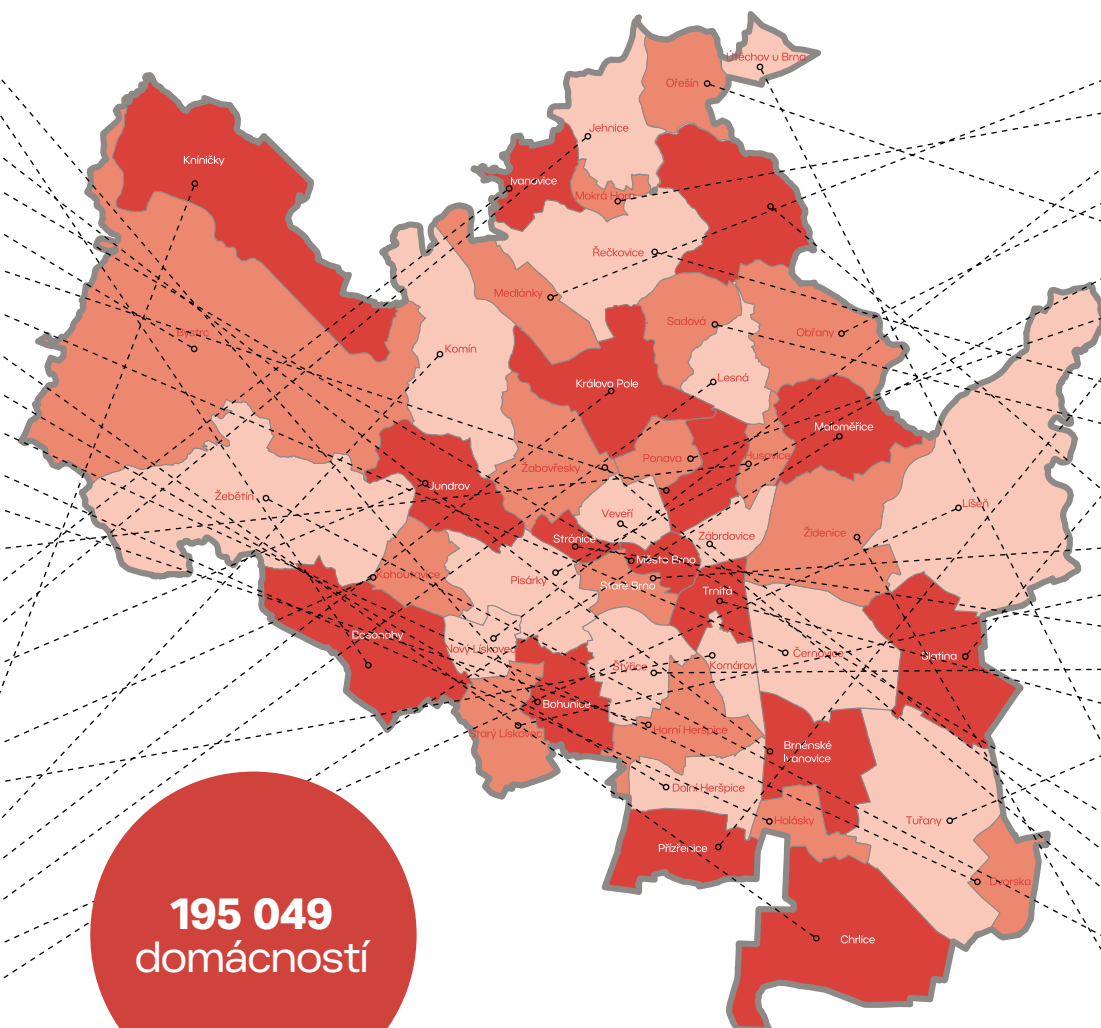 Útěchov u Brna
Ořešín
Jehnice
Kníničky
Ivanovice
Mokrá Hora
Řečkovice
Medlánky
Sadová
Obřany
Bystrc
Komín
Lesná
Královo Pole
Maloměřice
Ponava
Husovice
Žabovřesky
Jundrov
Žebětín
Líšeň
Veveří
Stránice
Zábrdovice
Židenice
Město Brno
Pisárky
Kohoutovice
Staré Brno
Trnitá
Bosonohy
Nový Lískovec
Štýřice
Komárov
Černovice
Slatina
Bohunice
Starý Lískovec
Horní Heršpice
Brněnské
Ivanovice
Dolní Heršpice
Holásky
Tuřany
Přízřenice
Dvorska
Chrlice
195 049
domácností